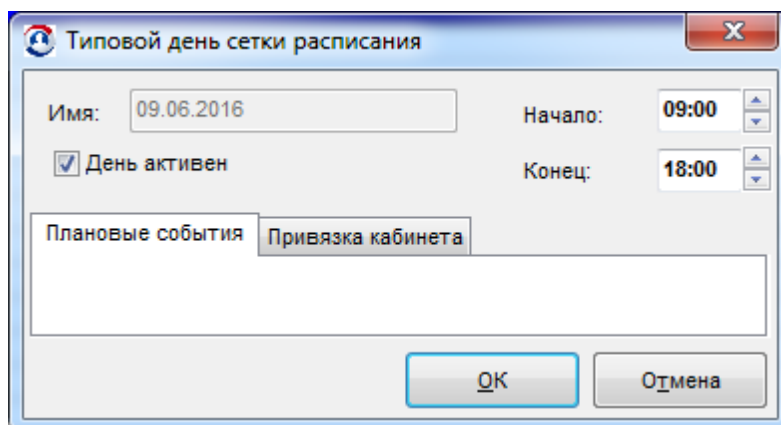 Типовой день сетки расписания
Имя: 09.06.2016 Начало: 09:00
День активен Конец: 18:00
Плановые события Привязка кабинета
OK Отмена